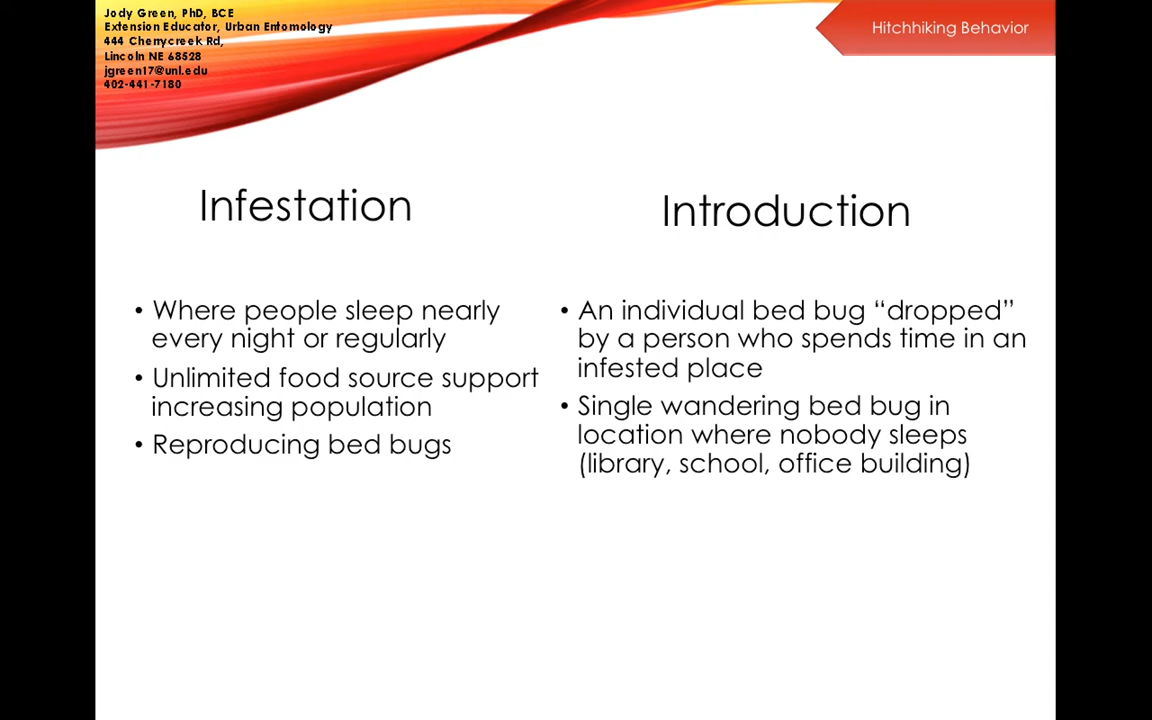 Jody Green, PhD, BCE
Extension Educator, Urban Entomology
444 Cherrycreek Rd,
Lincoln NE 68528
jgreen17@unl.edu
402-441-7180
Hitchhiking Behavior
Infestation
• Where people sleep nearly
every night or regularly
• Unlimited food source support
increasing population
• Reproducing bed bugs
Introduction
• An individual bed bug “dropped”
by a person who spends time in an
infested place
• Single wandering bed bug in
location where nobody sleeps
(library, school, office building)